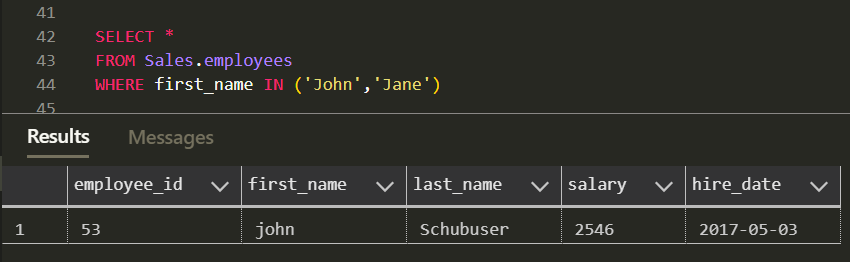 41
42 SELECT *
43 FROM Sales.employees
44 WHERE first_name IN ('John','Jane')
45
Results Messages
employee_id first_name last_name salary hire_date
1 53 john Schubuser 2546 2017-05-03